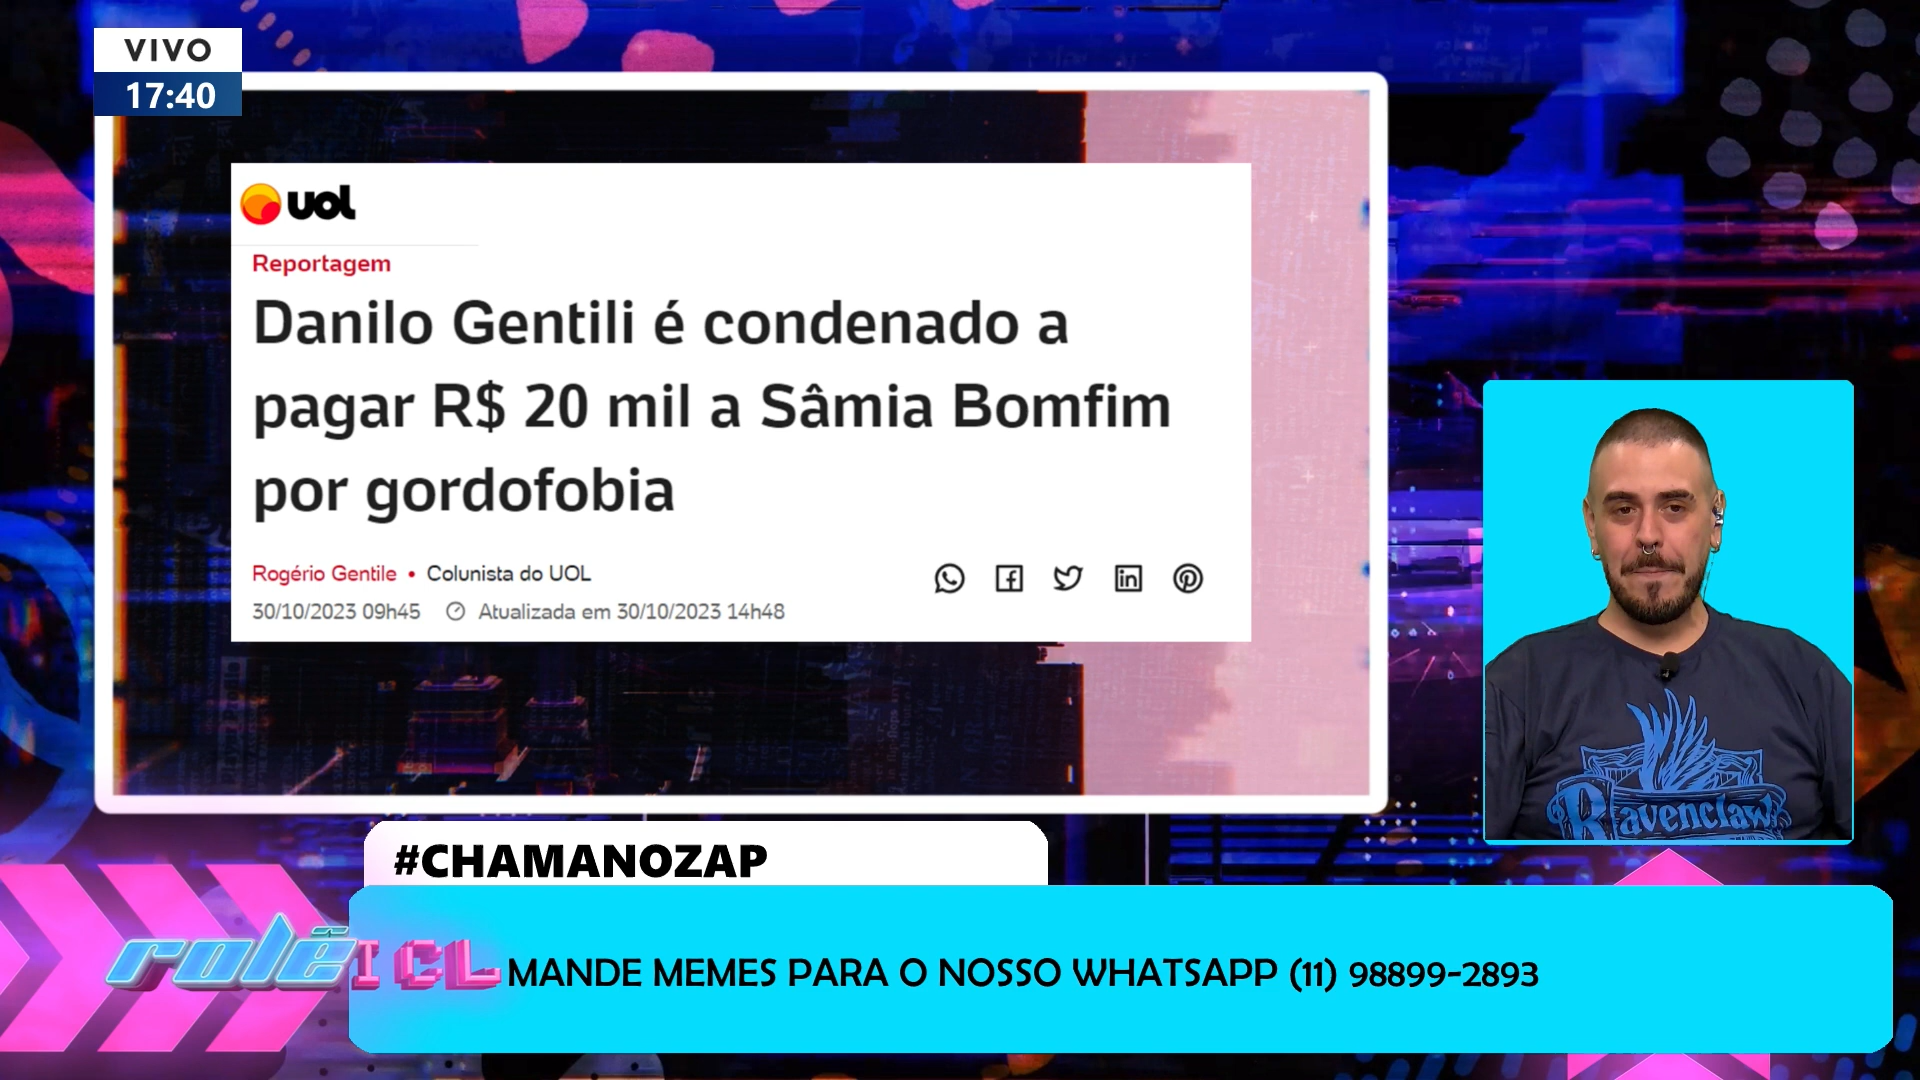 VIVO
17:40
uol
Reportagem
Danilo Gentili é condenado a
pagar R$ 20 mil a Sâmia Bomfim
por gordofobia
Rogério Gentile • Colunista do UOL
30/10/2023 09h45 Atualizada em 30/10/2023 14h48
Ravenclaw
#CHAMANOZAP
rolê ICL
MANDE MEMES PARA O NOSSO WHATSAPP (11) 98899-2893